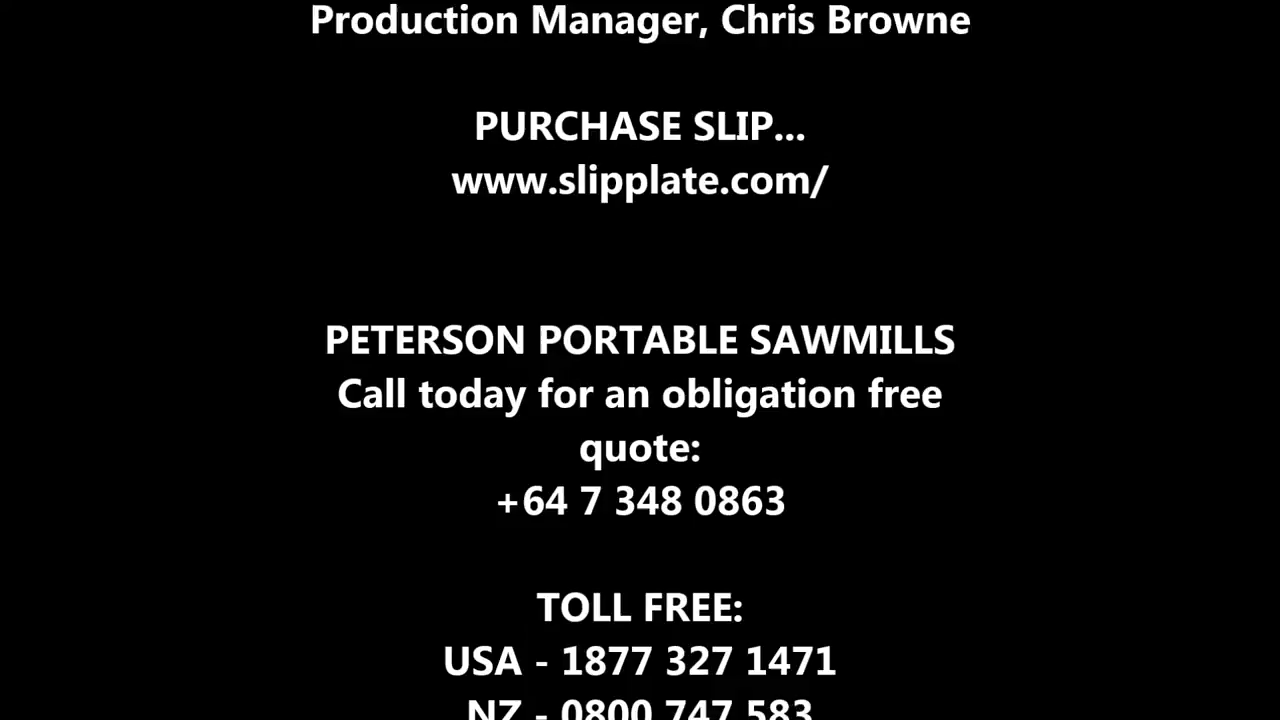 Production Manager, Chris Browne
PURCHASE SLIP...
www.slipplate.com/
PETERSON PORTABLE SAWMILLS
Call today for an obligation free
quote:
+64 7 348 0863
TOLL FREE:
USA - 1877 327 1471
NZ - 0800 747 583